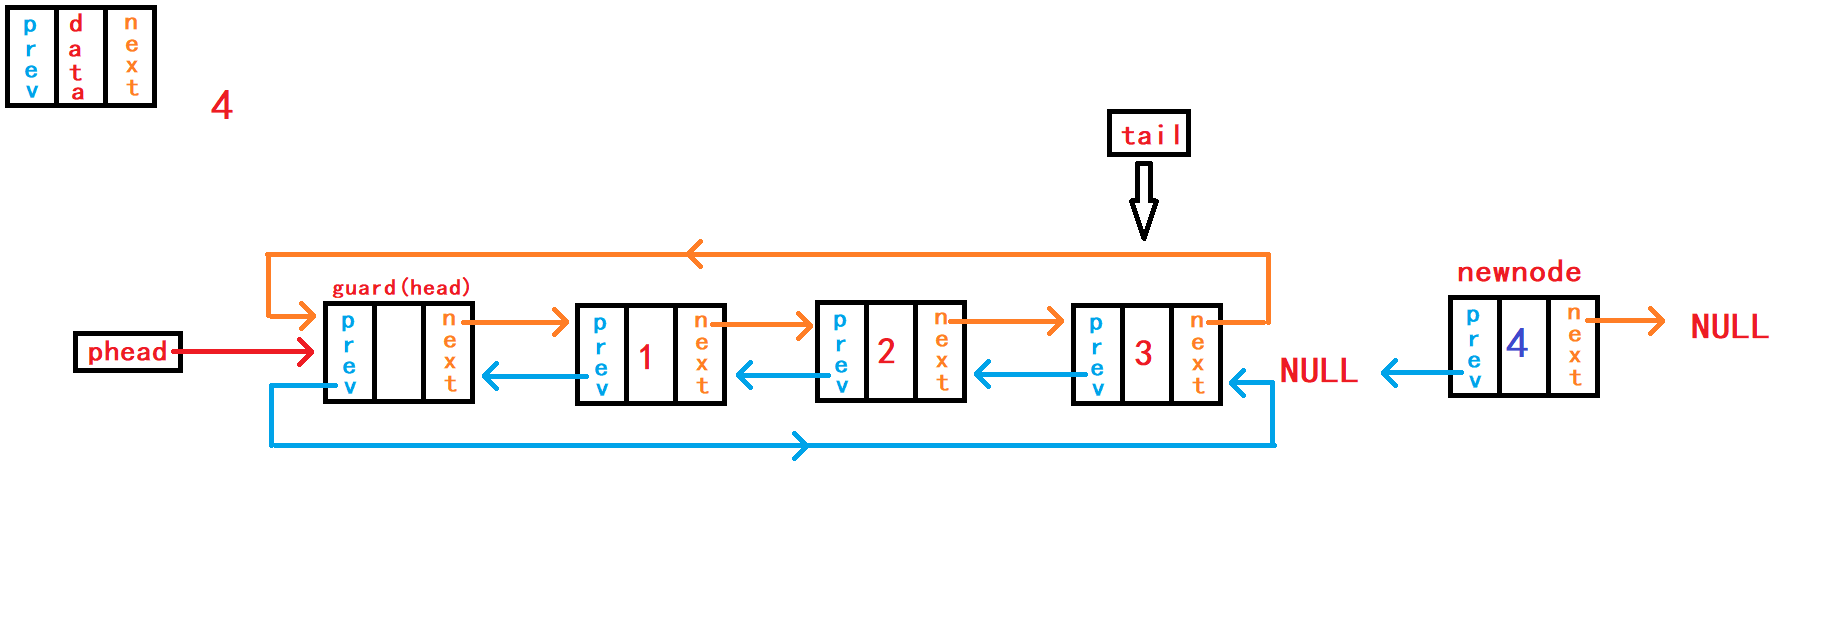 prev data next
4
tail
newnode
guard(head)
phead
prev next
prev 1 next
prev 2 next
prev 3 next
NULL
prev 4 next
NULL